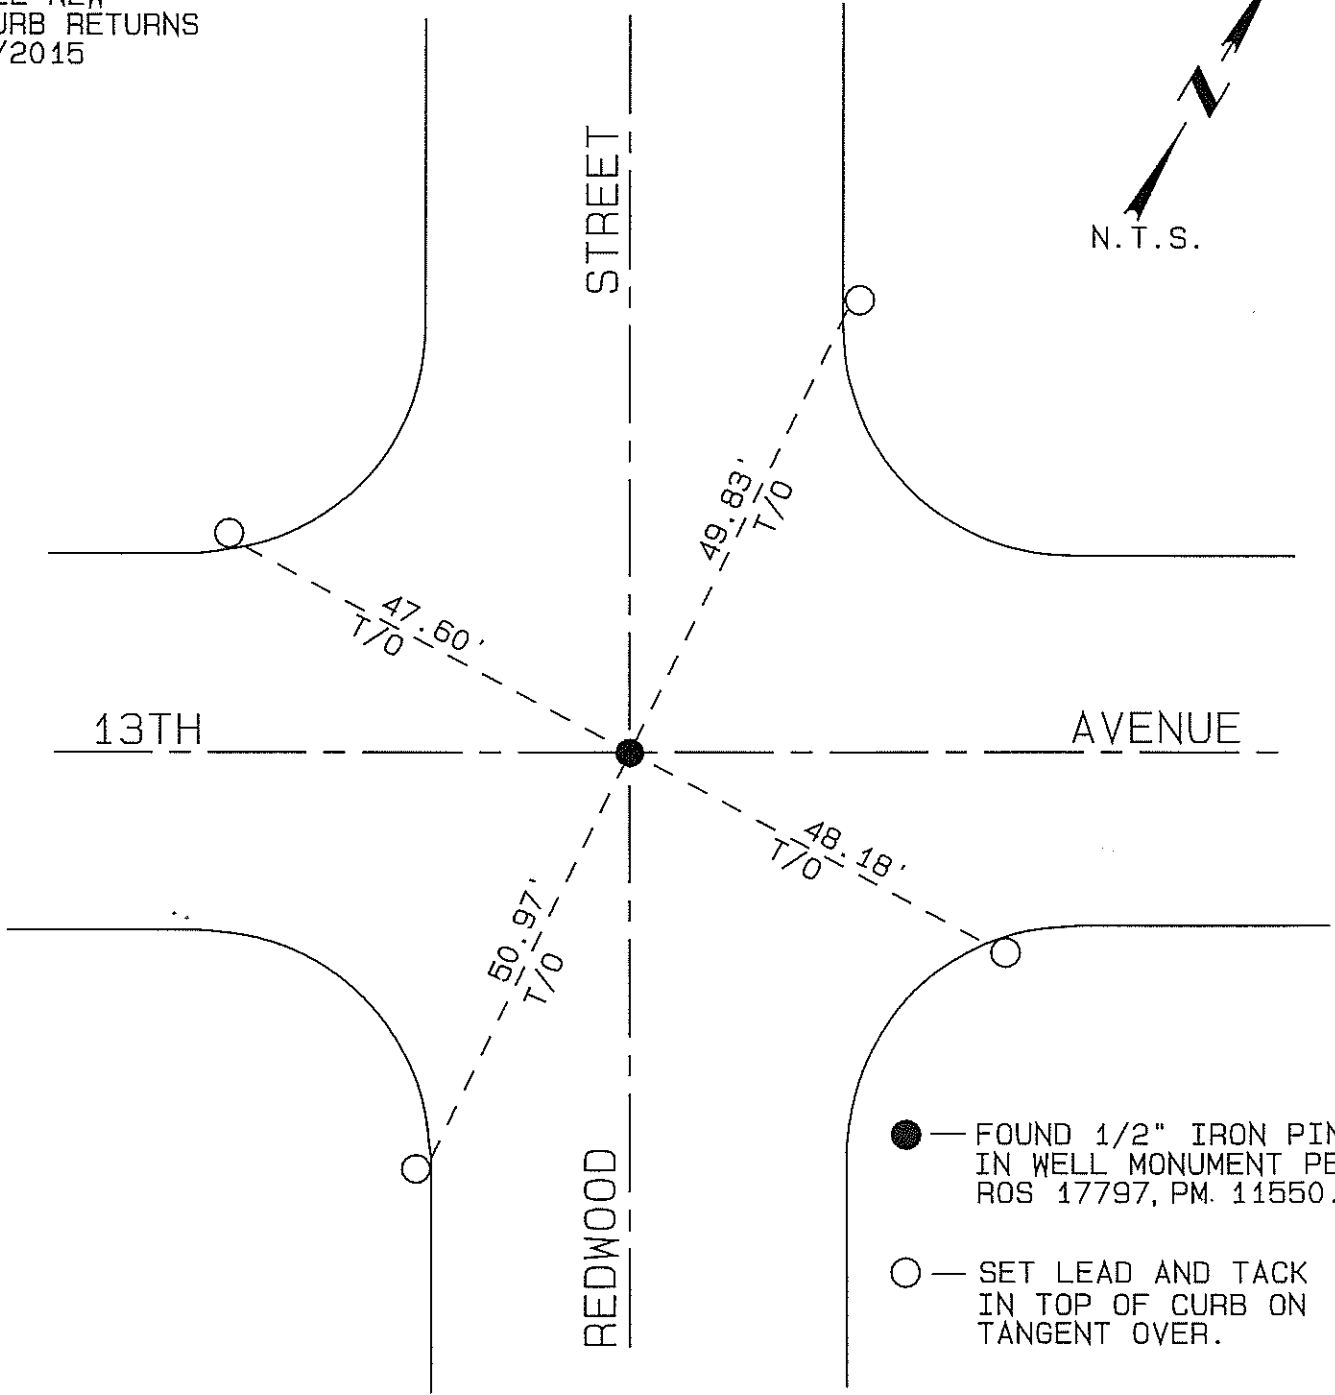 URB RETURNS
/2015
N
N.T.S.
STREET
49.83'
T/O
47.60'
T/O
13TH
AVENUE
48.18'
T/O
50.97'
T/O
REDWOOD
FOUND 1/2" IRON PIN
IN WELL MONUMENT PE
ROS 17797, PM 11550.
SET LEAD AND TACK
IN TOP OF CURB ON
TANGENT OVER.